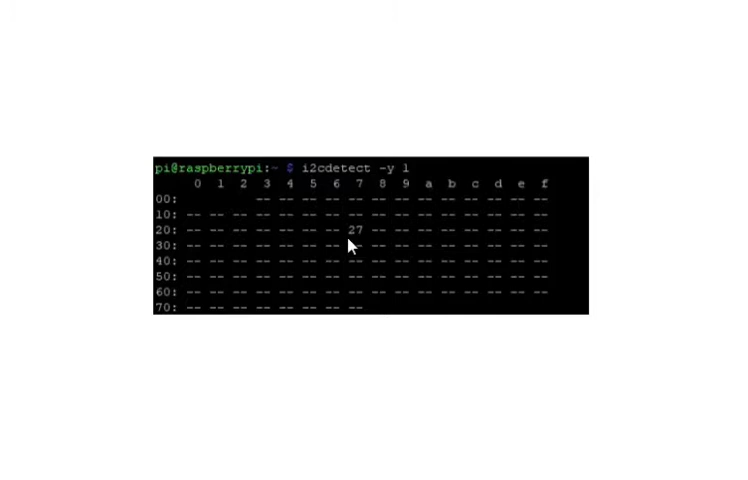 pi@raspberrypi:~ $ i2cdetect -y 1
     0  1  2  3  4  5  6  7  8  9  a  b  c  d  e  f
00:          -- -- -- -- -- -- -- -- -- -- -- -- --
10: -- -- -- -- -- -- -- -- -- -- -- -- -- -- -- --
20: -- -- -- -- -- -- -- 27 -- -- -- -- -- -- -- --
30: -- -- -- -- -- -- -- -- -- -- -- -- -- -- -- --
40: -- -- -- -- -- -- -- -- -- -- -- -- -- -- -- --
50: -- -- -- -- -- -- -- -- -- -- -- -- -- -- -- --
60: -- -- -- -- -- -- -- -- -- -- -- -- -- -- -- --
70: -- -- -- -- -- -- -- --